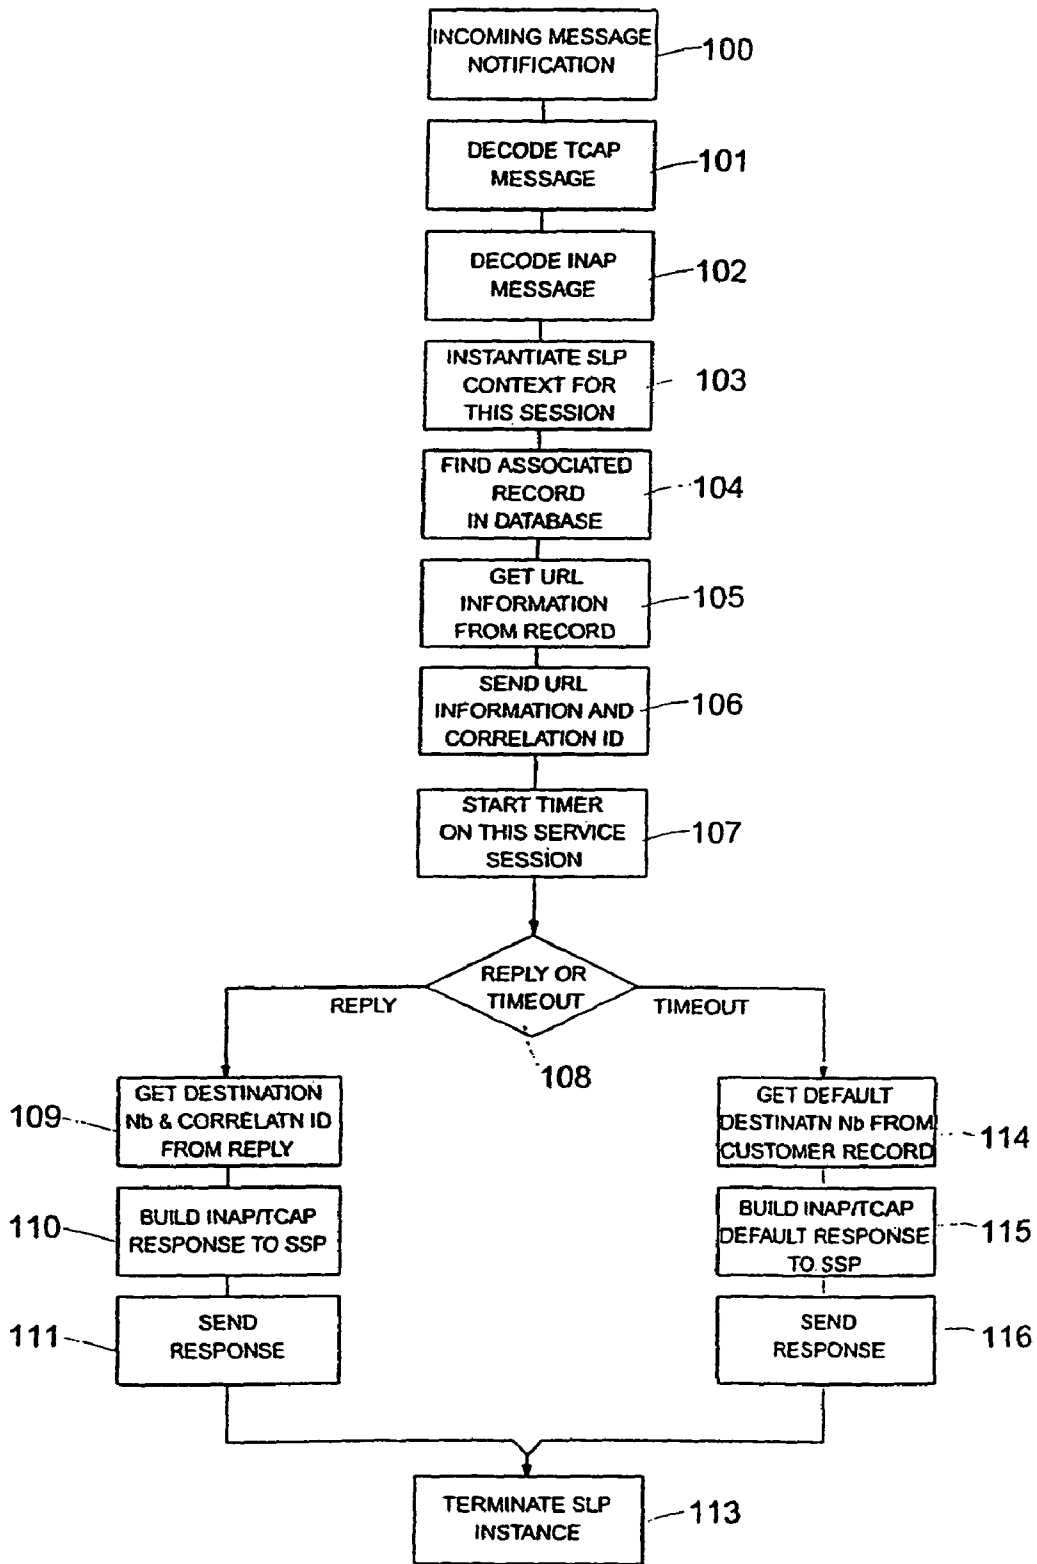 INCOMING MESSAGE
NOTIFICATION
100
DECODE TCAP
MESSAGE
101
DECODE INAP
MESSAGE
102
INSTANTIATE SLP
CONTEXT FOR
THIS SESSION
103
FIND ASSOCIATED
RECORD
IN DATABASE
104
GET URL
INFORMATION
FROM RECORD
105
SEND URL
INFORMATION AND
CORRELATION ID
106
START TIMER
ON THIS SERVICE
SESSION
107
REPLY OR
TIMEOUT
REPLY
TIMEOUT
108
GET DESTINATION
Nb & CORRELATN ID
FROM REPLY
109
BUILD INAP/TCAP
RESPONSE TO SSP
110
SEND
RESPONSE
111
GET DEFAULT
DESTINATN Nb FROM
CUSTOMER RECORD
114
BUILD INAP/TCAP
DEFAULT RESPONSE
TO SSP
115
SEND
RESPONSE
116
TERMINATE SLP
INSTANCE
113